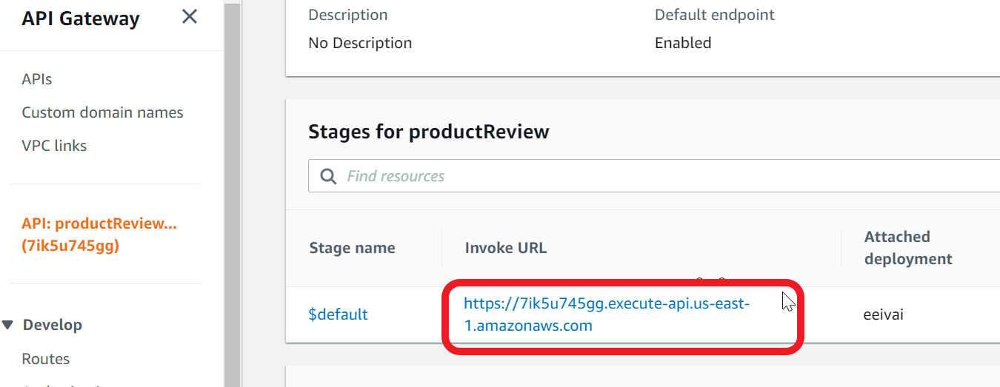 API Gateway
APIs
Custom domain names
VPC links
API: productReview...
(7ik5u745gg)
Develop
Routes
Description
No Description
Default endpoint
Enabled
Stages for productReview
Find resources
Stage name
Invoke URL
Attached
deployment
$default
https://7ik5u745gg.execute-api.us-east-
1.amazonaws.com
eeivai